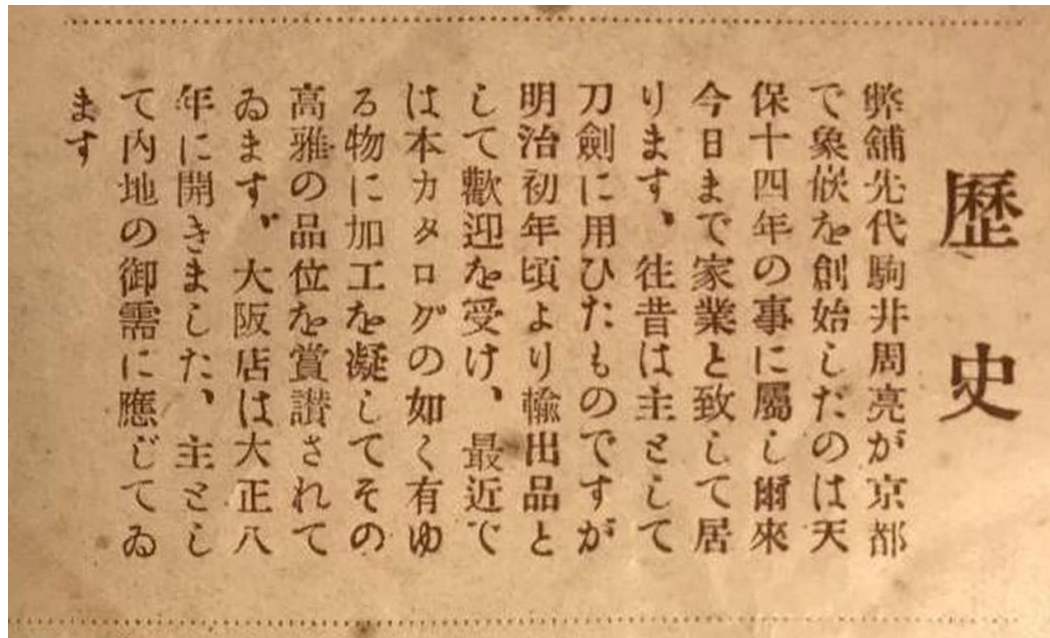 歷史
弊舖先代駒井周亮が京都
で象嵌を創始したのは天
保十四年の事に屬し爾來
今日まで家業と致して居
ります、往昔は主として
刀劍に用ひたものですが
明治初年頃より輸出品と
して歡迎を受け、最近で
は本カタログの如く有ゆ
る物に加工を凝してその
高雅の品位を賞讃されて
ゐます。大阪店は大正八
年に開きました、主とし
て内地の御需に應じてゐ
ます